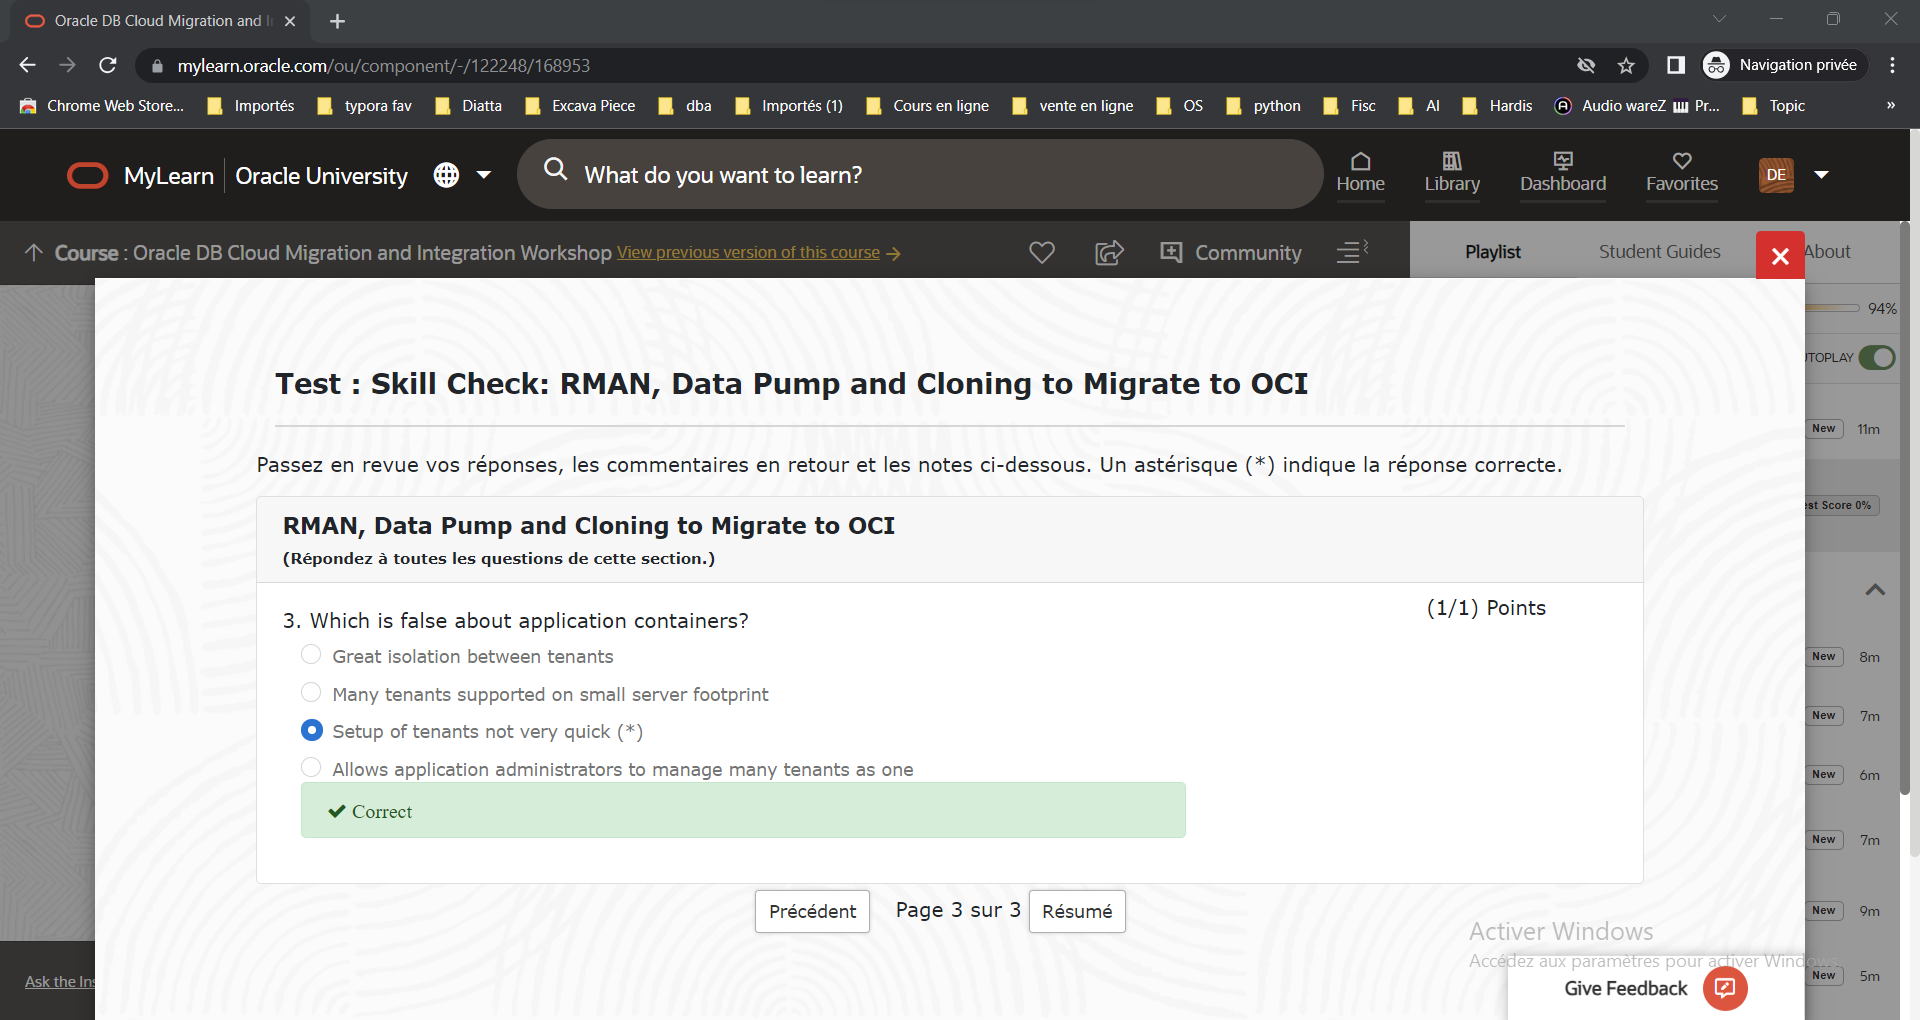 Oracle DB Cloud Migration and I
mylearn.oracle.com/ou/component/-/122248/168953
Navigation privée
Chrome Web Store... Importés typora fav Diatta Excava Piece dba Importés (1) Cours en ligne vente en ligne OS python Fisc AI Hardis Audio wareZ Pr... Topic »
MyLearn Oracle University What do you want to learn? Home Library Dashboard Favorites DE
Course : Oracle DB Cloud Migration and Integration Workshop View previous version of this course → Community Playlist Student Guides About
94%
Test : Skill Check: RMAN, Data Pump and Cloning to Migrate to OCI
UTOPLAY
New 11m
Passez en revue vos réponses, les commentaires en retour et les notes ci-dessous. Un astérisque (*) indique la réponse correcte.
est Score 0%
RMAN, Data Pump and Cloning to Migrate to OCI
(Répondez à toutes les questions de cette section.)
3. Which is false about application containers?
(1/1) Points
Great isolation between tenants
New 8m
Many tenants supported on small server footprint
New 7m
Setup of tenants not very quick (*)
Allows application administrators to manage many tenants as one
New 6m
Correct
New 7m
Précédent Page 3 sur 3 Résumé
New 9m
Activer Windows
Accédez aux paramètres pour activer Windows.
New 5m
Ask the Ins
Give Feedback